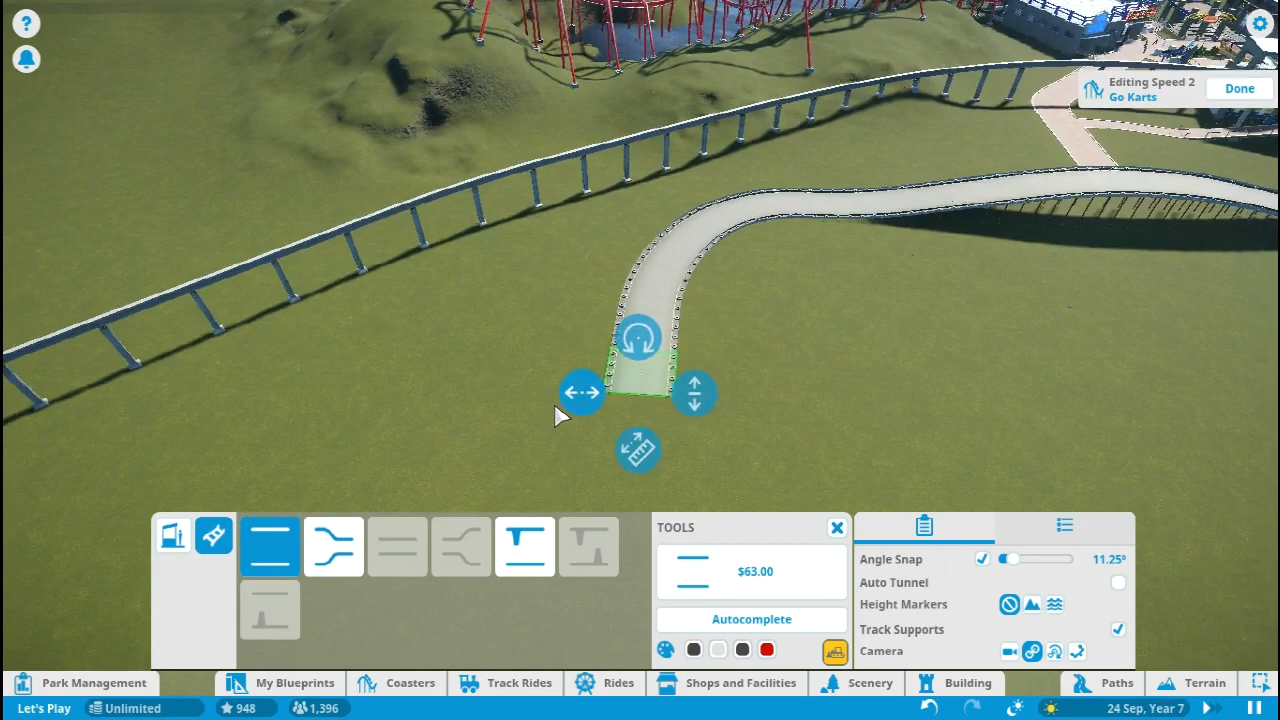 ?
Editing Speed 2
Go Karts
Done
TOOLS
$63.00
Autocomplete
Angle Snap
11.25°
Auto Tunnel
Height Markers
Track Supports
Camera
Park Management
My Blueprints
Coasters
Track Rides
Rides
Shops and Facilities
Scenery
Building
Paths
Terrain
Let's Play
Unlimited
948
1,396
24 Sep, Year 7